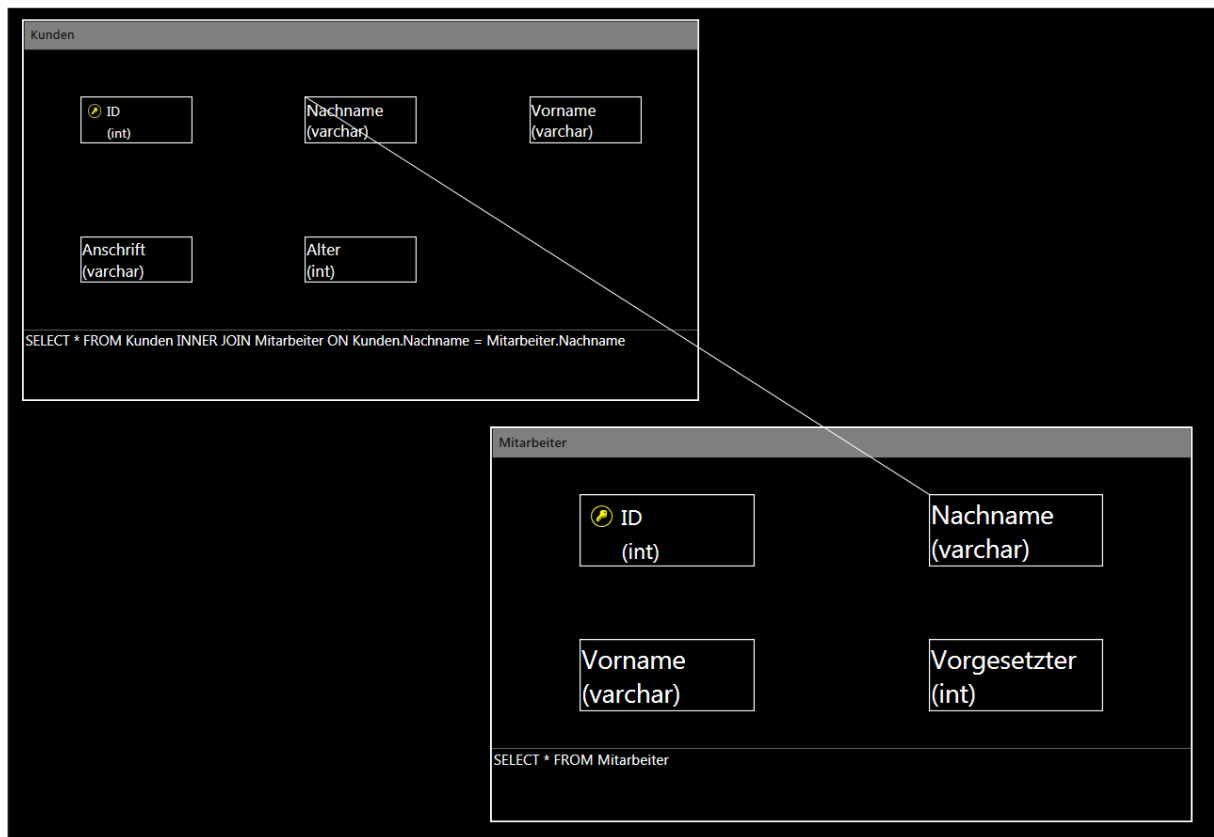 Kunden
ID
(int)
Nachname
(varchar)
Vorname
(varchar)
Anschrift
(varchar)
Alter
(int)
SELECT * FROM Kunden INNER JOIN Mitarbeiter ON Kunden.Nachname = Mitarbeiter.Nachname
Mitarbeiter
ID
(int)
Nachname
(varchar)
Vorname
(varchar)
Vorgesetzter
(int)
SELECT * FROM Mitarbeiter